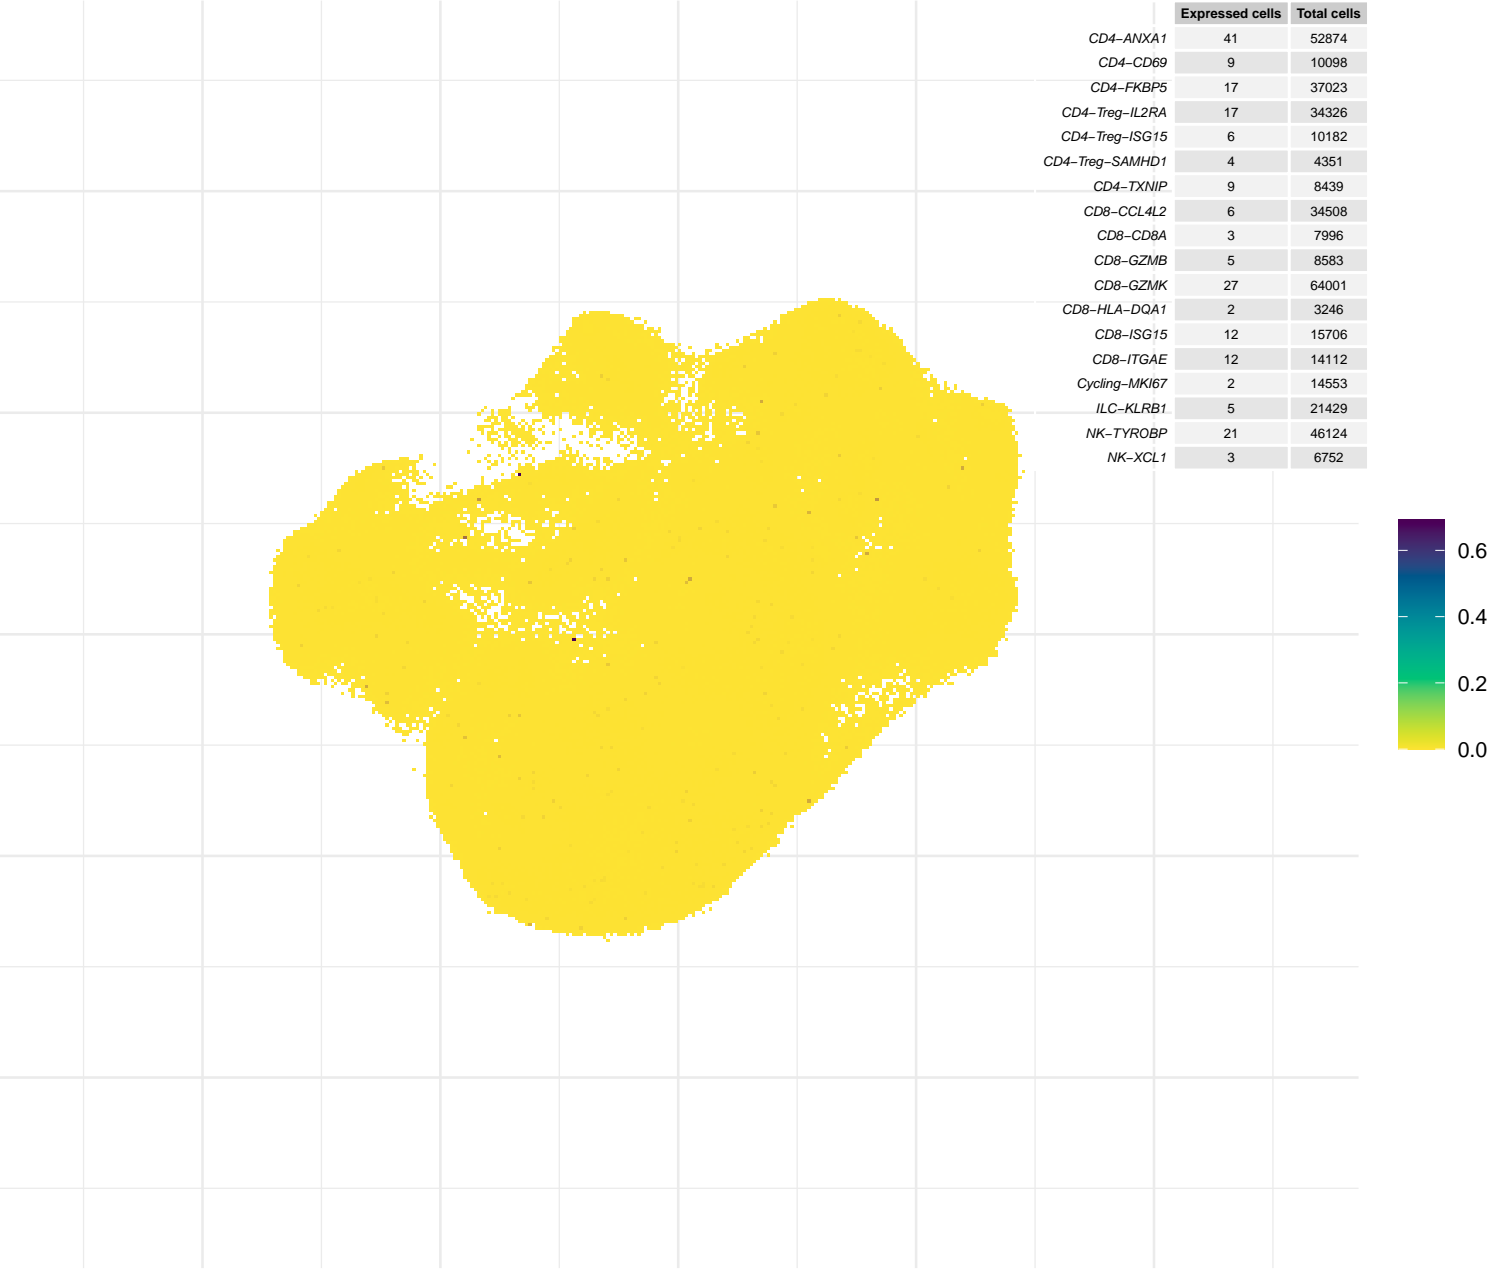 Expressed cells Total cells
CD4−ANXA1 41 52874
CD4−CD69 9 10098
CD4−FKBP5 17 37023
CD4−Treg−IL2RA 17 34326
CD4−Treg−ISG15 6 10182
CD4−Treg−SAMHD1 4 4351
CD4−TXNIP 9 8439
CD8−CCL4L2 6 34508
CD8−CD8A 3 7996
CD8−GZMB 5 8583
CD8−GZMK 27 64001
CD8−HLA−DQA1 2 3246
CD8−ISG15 12 15706
CD8−ITGAE 12 14112
Cycling−MKI67 2 14553
ILC−KLRB1 5 21429
NK−TYROBP 21 46124
NK−XCL1 3 6752
0.6
0.4
0.2
0.0